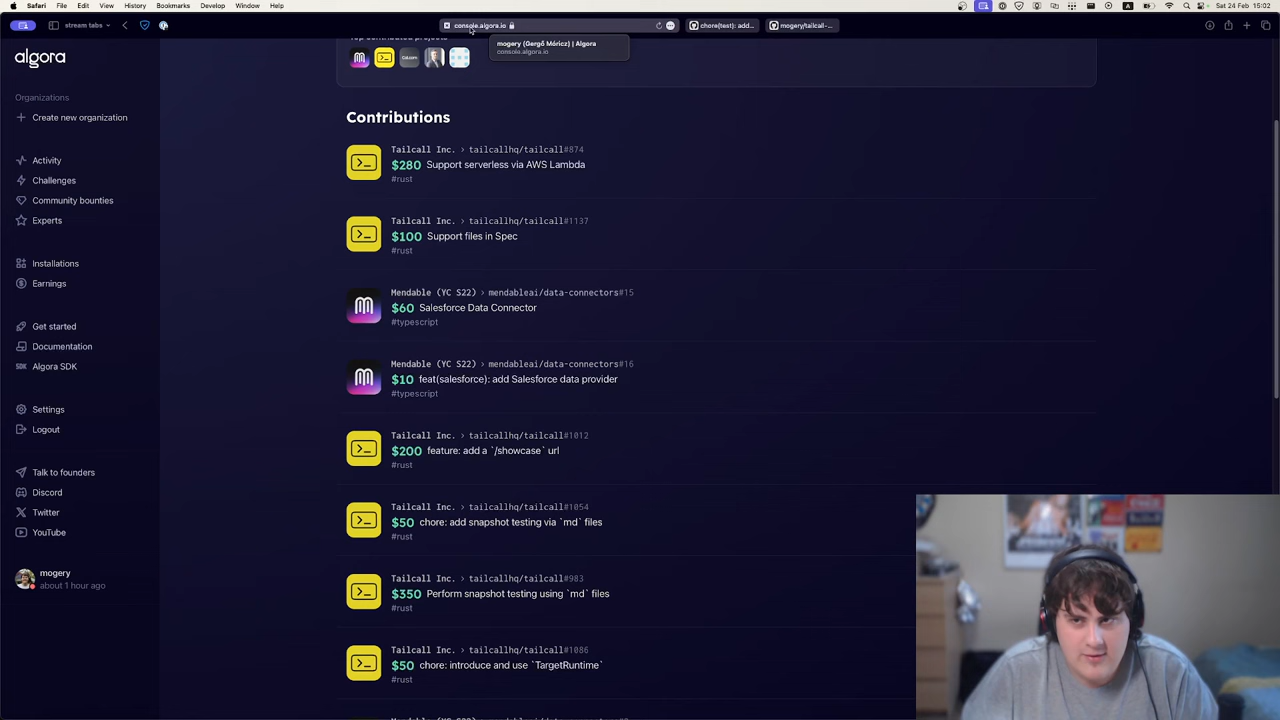 Safari File Edit View History Bookmarks Develop Window Help
A
Sat 24 Feb 15:02
stream tabs
console.algora.io
chore(test): add...
mogery/tailcall-...
mogery (Gergő Móricz) | Algora
console.algora.io
algora
Organizations
Create new organization
Activity
Challenges
Community bounties
Experts
Installations
Earnings
Get started
Documentation
SDK Algora SDK
Settings
Logout
Talk to founders
Discord
Twitter
YouTube
mogery
about 1 hour ago
Top contributed projects
Cal.com
Contributions
Tailcall Inc. › tailcallhq/tailcall#874
$280 Support serverless via AWS Lambda
#rust
Tailcall Inc. › tailcallhq/tailcall#1137
$100 Support files in Spec
#rust
Mendable (YC S22) › mendableai/data-connectors#15
$60 Salesforce Data Connector
#typescript
Mendable (YC S22) › mendableai/data-connectors#16
$10 feat(salesforce): add Salesforce data provider
#typescript
Tailcall Inc. › tailcallhq/tailcall#1012
$200 feature: add a `/showcase` url
#rust
Tailcall Inc. › tailcallhq/tailcall#1054
$50 chore: add snapshot testing via `md` files
#rust
Tailcall Inc. › tailcallhq/tailcall#983
$350 Perform snapshot testing using `md` files
#rust
Tailcall Inc. › tailcallhq/tailcall#1086
$50 chore: introduce and use `TargetRuntime`
#rust